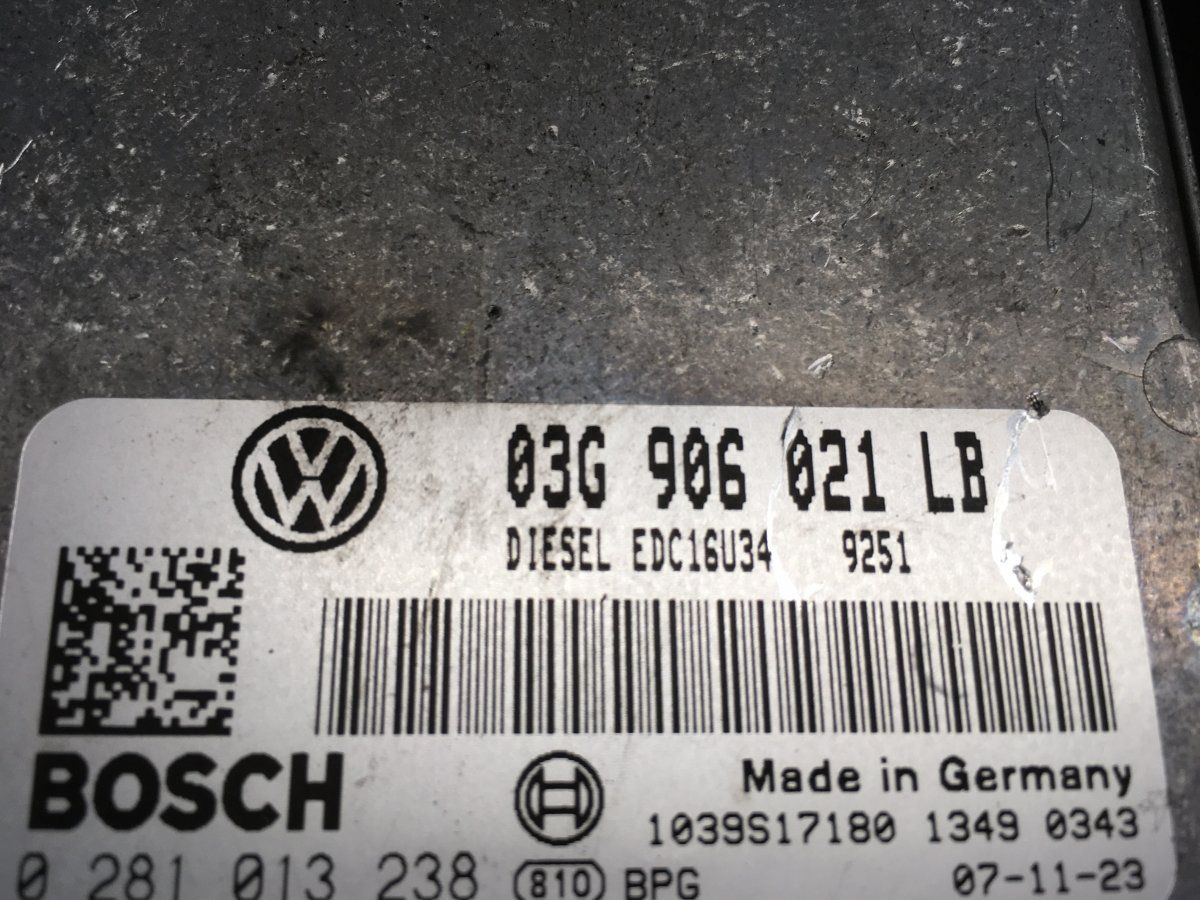 03G 906 021 LB
DIESEL EDC16U34 9251
BOSCH
Made in Germany
1039S17180 1349 0343
0 281 013 238 810 BPG 07-11-23